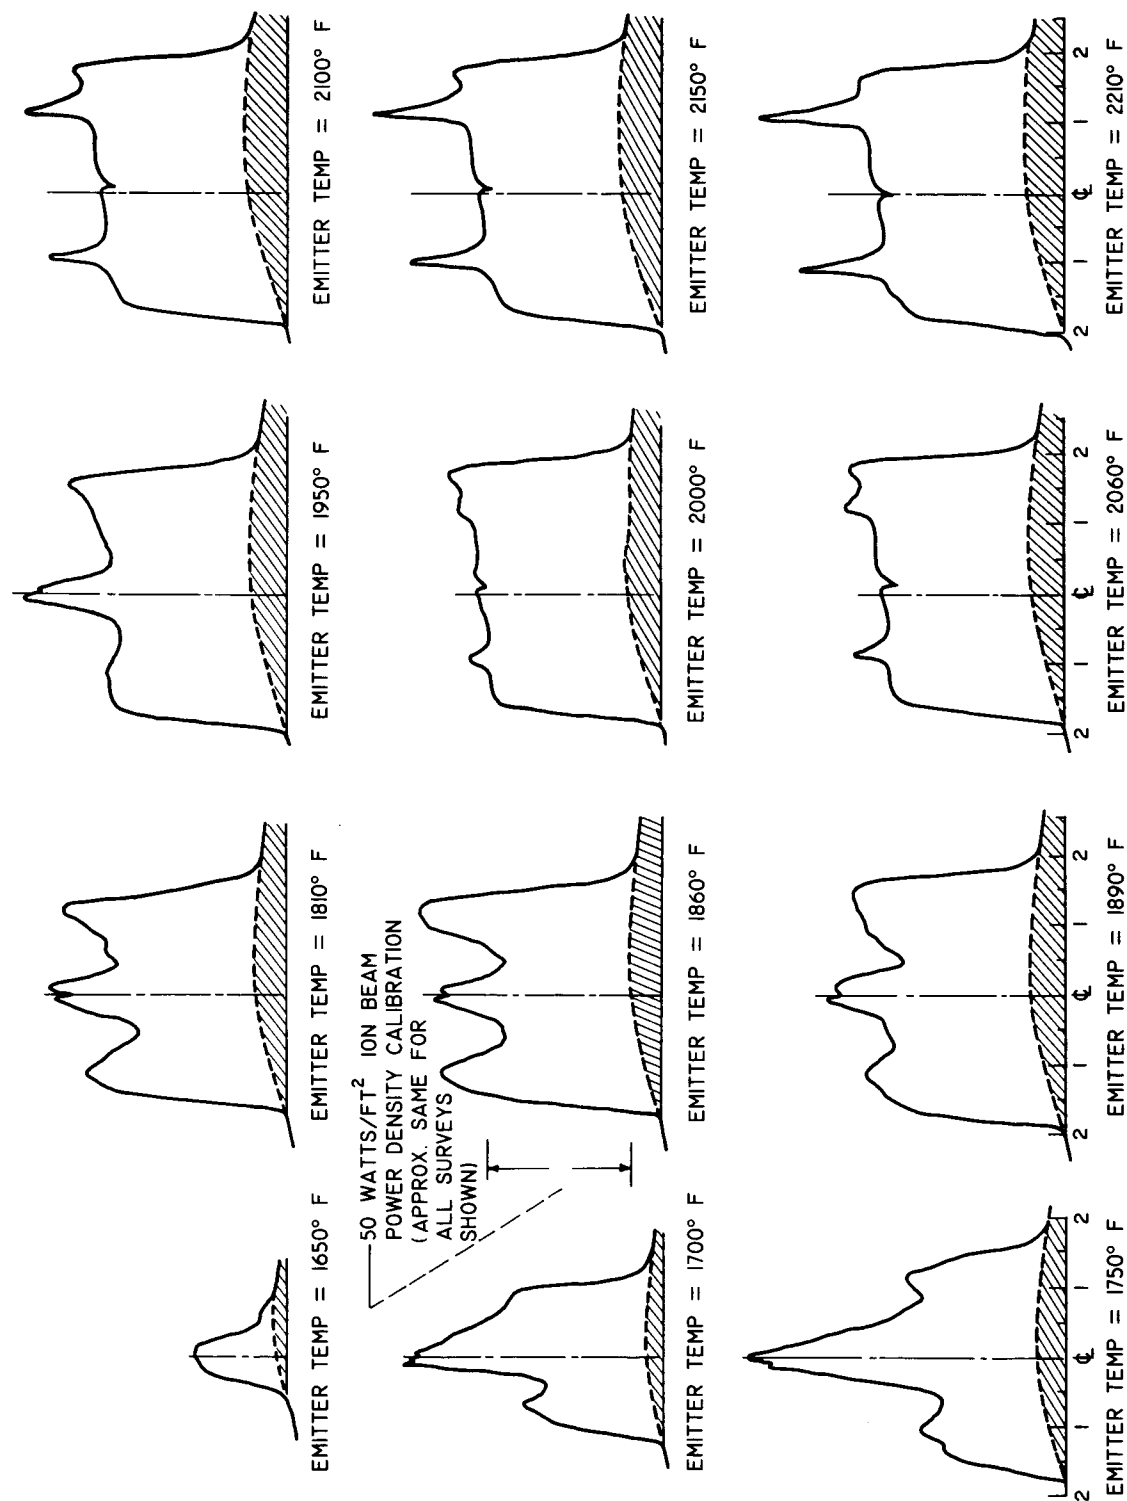 EMITTER TEMP = 1650° F
EMITTER TEMP = 1810° F
EMITTER TEMP = 1950° F
EMITTER TEMP = 2100° F
50 WATTS/FT² ION BEAM
POWER DENSITY CALIBRATION
(APPROX. SAME FOR
ALL SURVEYS
SHOWN)
EMITTER TEMP = 1700° F
EMITTER TEMP = 1860° F
EMITTER TEMP = 2000° F
EMITTER TEMP = 2150° F
2 1 ℄ 1 2
2 1 ℄ 1 2
2 1 ℄ 1 2
2 1 ℄ 1 2
EMITTER TEMP = 1750° F
EMITTER TEMP = 1890° F
EMITTER TEMP = 2060° F
EMITTER TEMP = 2210° F